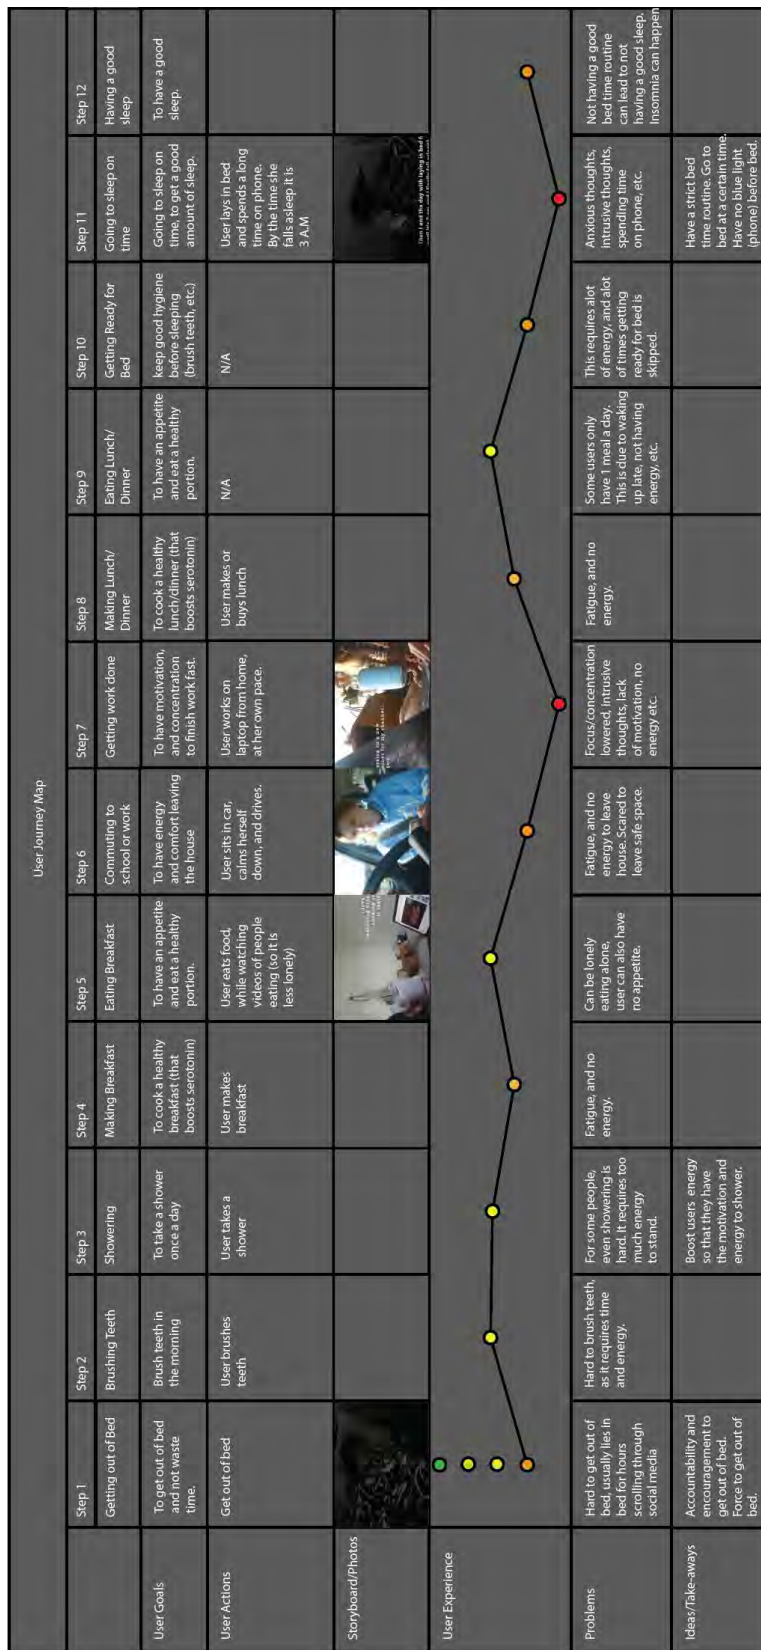 User Journey Map
Step 1
Step 2
Step 3
Step 4
Step 5
Step 6
Step 7
Step 8
Step 9
Step 10
Step 11
Step 12
Getting out of Bed
Brushing Teeth
Showering
Making Breakfast
Eating Breakfast
Commuting to
school or work
Getting work done
Making Lunch/
Dinner
Eating Lunch/
Dinner
Getting Ready for
Bed
Going to sleep on
time
Having a good
sleep
User Goals
To get out of bed
and not waste
time.
Brush teeth in
the morning
To take a shower
once a day
To cook a healthy
breakfast (that
boosts serotonin)
To have an appetite
and eat a healthy
portion.
To have energy
and comfort leaving
the house
To have motivation,
and concentration
to finish work fast.
To cook a healthy
lunch/dinner (that
boosts serotonin)
To have an appetite
and eat a healthy
portion.
keep good hygiene
before sleeping
(brush teeth, etc.)
Going to sleep on
time, to get a good
amount of sleep.
To have a good
sleep.
User Actions
Get out of bed
User brushes
teeth
User takes a
shower
User makes
breakfast
User eats food,
while watching
videos of people
eating (so it is
less lonely)
User sits in car,
calms herself
down, and drives.
User works on
laptop from home,
at her own pace.
User makes or
buys lunch
N/A
N/A
User lays in bed
and spends a long
time on phone.
By the time she
falls asleep it is
3 A.M
Storyboard/Photos
User Experience
Problems
Hard to get out of
bed, usually lies in
bed for hours
scrolling through
social media
Hard to brush teeth,
as it requires time
and energy.
For some people,
even showering is
hard. It requires too
much energy
to stand.
Fatigue, and no
energy.
Can be lonely
eating alone,
user can also have
no appetite.
Fatigue, and no
energy to leave
house. Scared to
leave safe space.
Focus/concentration
lowered, intrusive
thoughts, lack
of motivation, no
energy etc.
Fatigue, and no
energy.
Some users only
have 1 meal a day.
This is due to waking
up late, not having
energy, etc.
This requires alot
of energy, and alot
of times getting
ready for bed is
skipped.
Anxious thoughts,
intrusive thoughts,
spending time
on phone, etc.
Not having a good
bed time routine
can lead to not
having a good sleep.
Insomnia can happen
Ideas/Take-aways
Accountability and
encouragement to
get out of bed.
Force to get out of
bed.
Boost users energy
so that they have
the motivation and
energy to shower.
Have a strict bed
time routine. Go to
bed at a certain time.
Have no blue light
(phone) before bed.